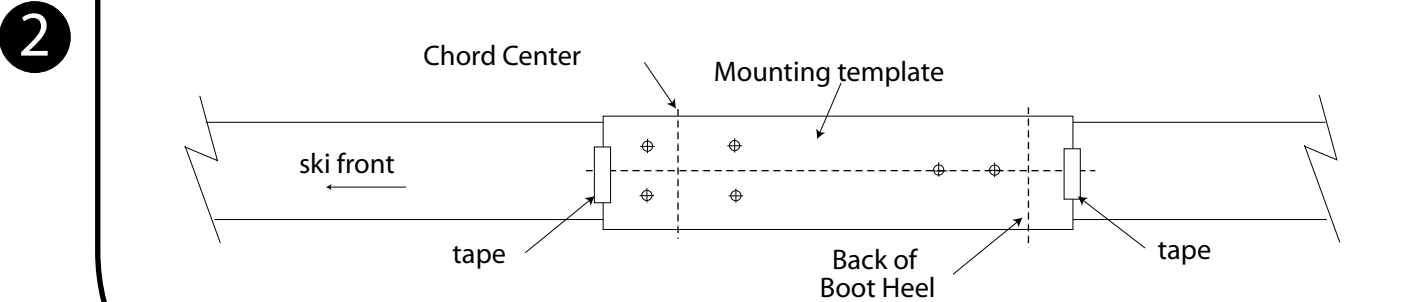 2
Chord Center
Mounting template
ski front
tape
Back of
Boot Heel
tape